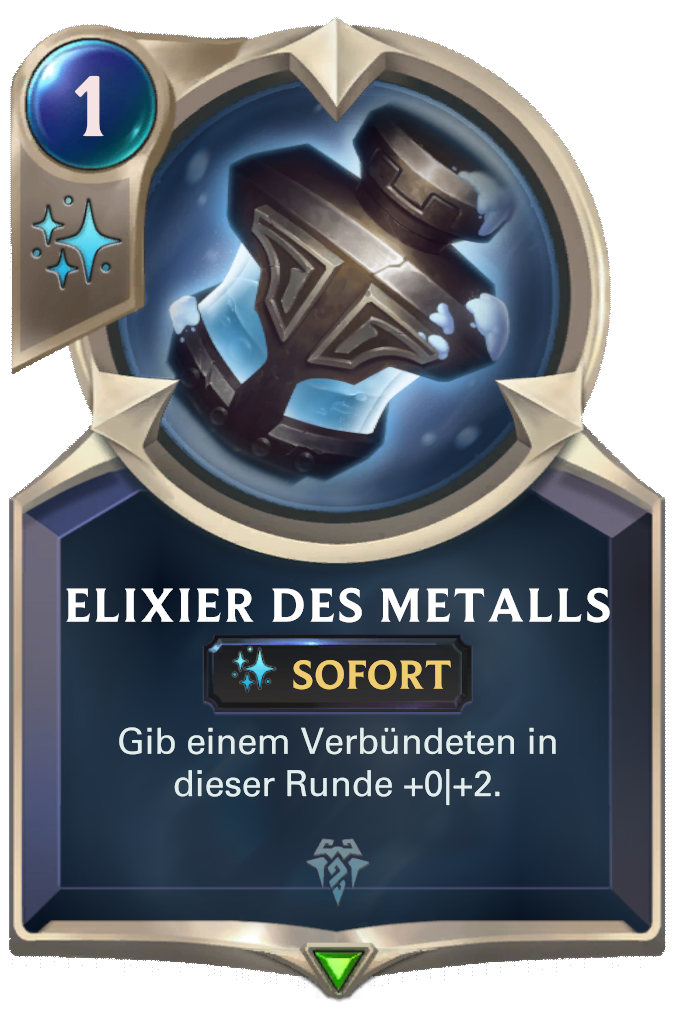 1
ELIXIER DES METALLS
SOFORT
Gib einem Verbündeten in
dieser Runde +0|+2.